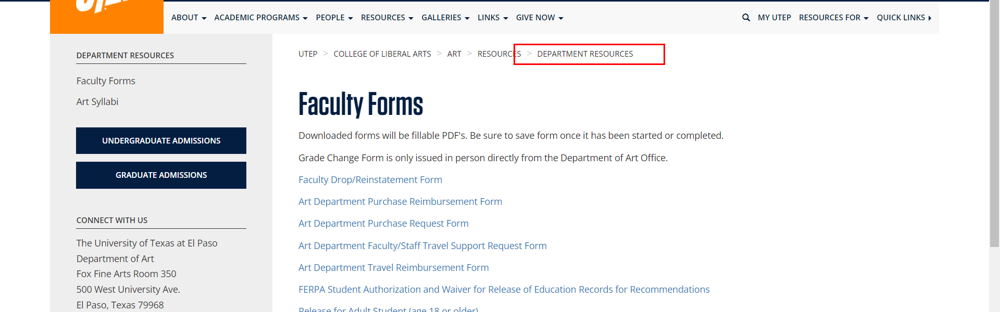 ABOUT ACADEMIC PROGRAMS PEOPLE RESOURCES GALLERIES LINKS GIVE NOW MY UTEP RESOURCES FOR QUICK LINKS
DEPARTMENT RESOURCES
Faculty Forms
Art Syllabi
UNDERGRADUATE ADMISSIONS
GRADUATE ADMISSIONS
CONNECT WITH US
The University of Texas at El Paso
Department of Art
Fox Fine Arts Room 350
500 West University Ave.
El Paso, Texas 79968
UTEP > COLLEGE OF LIBERAL ARTS > ART > RESOURCES > DEPARTMENT RESOURCES
Faculty Forms
Downloaded forms will be fillable PDF's. Be sure to save form once it has been started or completed.
Grade Change Form is only issued in person directly from the Department of Art Office.
Faculty Drop/Reinstatement Form
Art Department Purchase Reimbursement Form
Art Department Purchase Request Form
Art Department Faculty/Staff Travel Support Request Form
Art Department Travel Reimbursement Form
FERPA Student Authorization and Waiver for Release of Education Records for Recommendations
Release for Adult Student (age 18 or older)